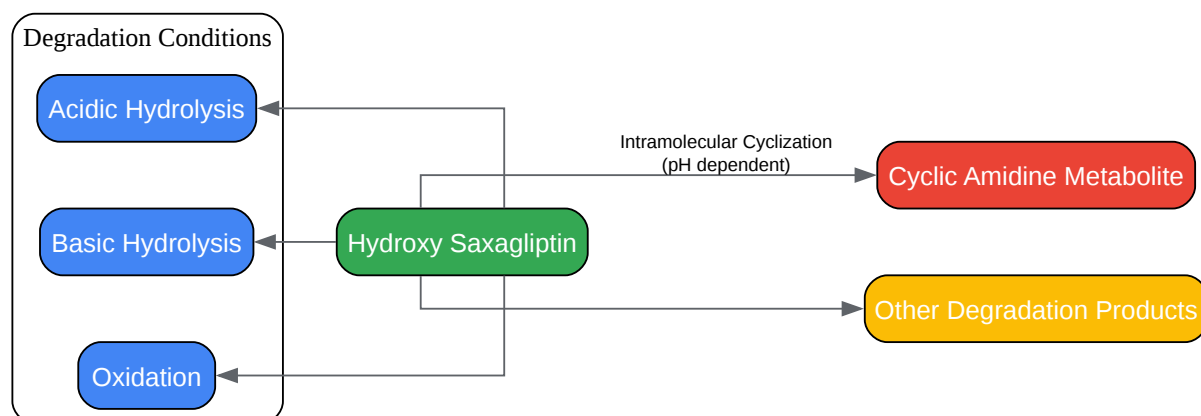 Degradation Conditions
Acidic Hydrolysis
Basic Hydrolysis
Oxidation
Hydroxy Saxagliptin
Intramolecular Cyclization
(pH dependent)
Cyclic Amidine Metabolite
Other Degradation Products